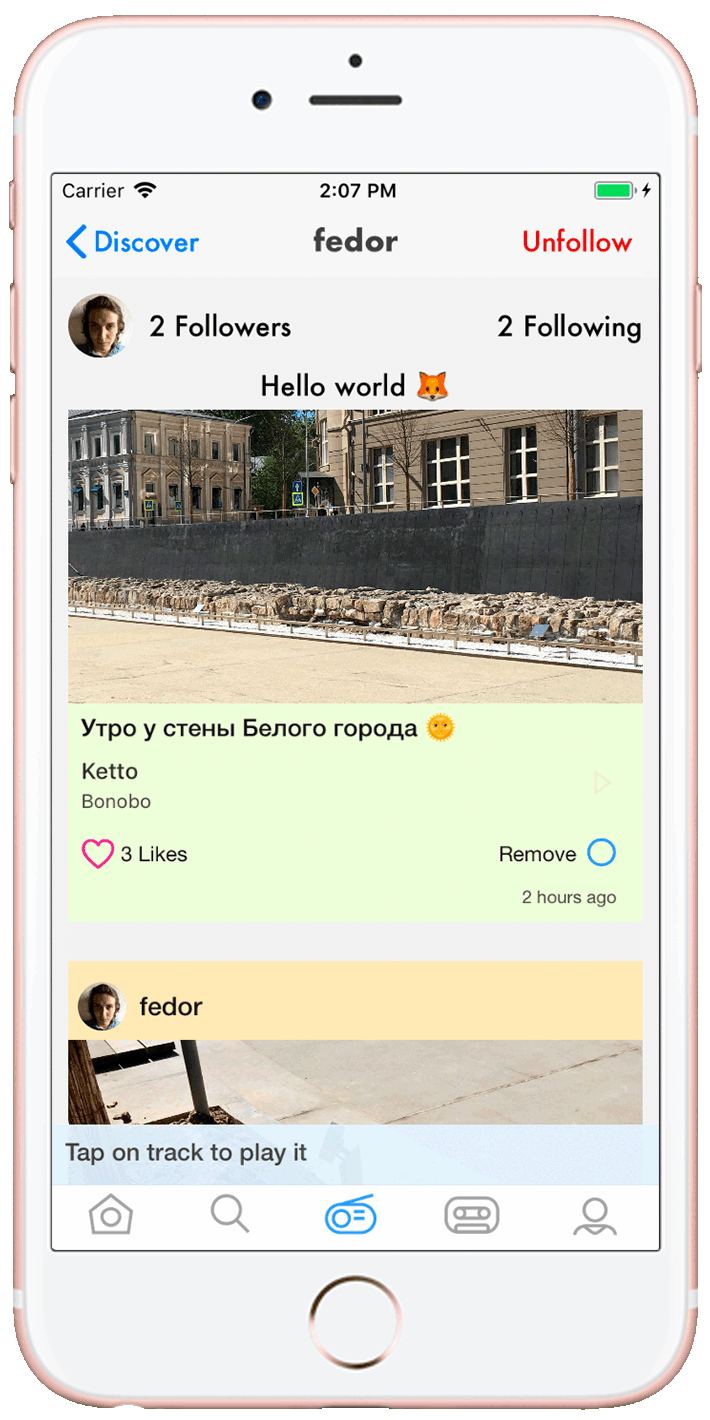 Carrier 2:07 PM
Discover fedor Unfollow
2 Followers 2 Following
Hello world 🦊
Утро у стены Белого города 🌞
Ketto
Bonobo
3 Likes Remove
2 hours ago
fedor
Tap on track to play it